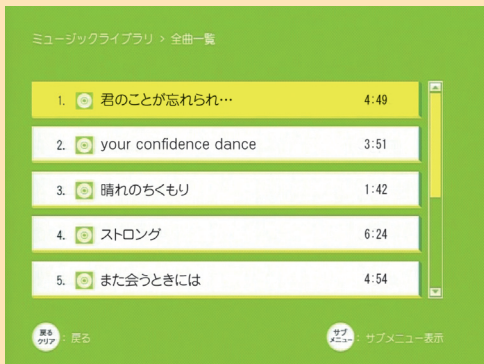 ミュージックライブラリ > 全曲一覧
1. 君のことが忘れられ… 4:49
2. your confidence dance 3:51
3. 晴れのちくもり 1:42
4. ストロング 6:24
5. また会うときには 4:54
戻る
クリア : 戻る
サブ
メニュー : サブメニュー表示